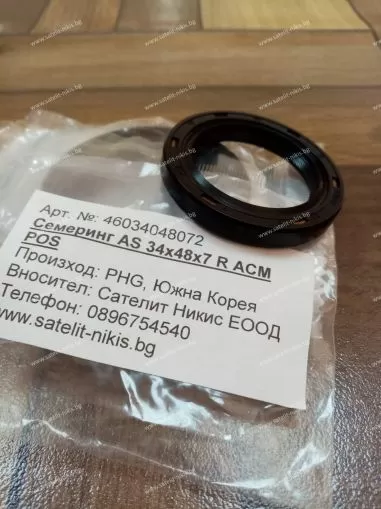 Арт. №: 46034048072
Семеринг AS 34x48x7 R ACM
POS
Произход: PHG, Южна Корея
Вносител: Сателит Никис ЕООД
Телефон: 0896754540
www.satelit-nikis.bg